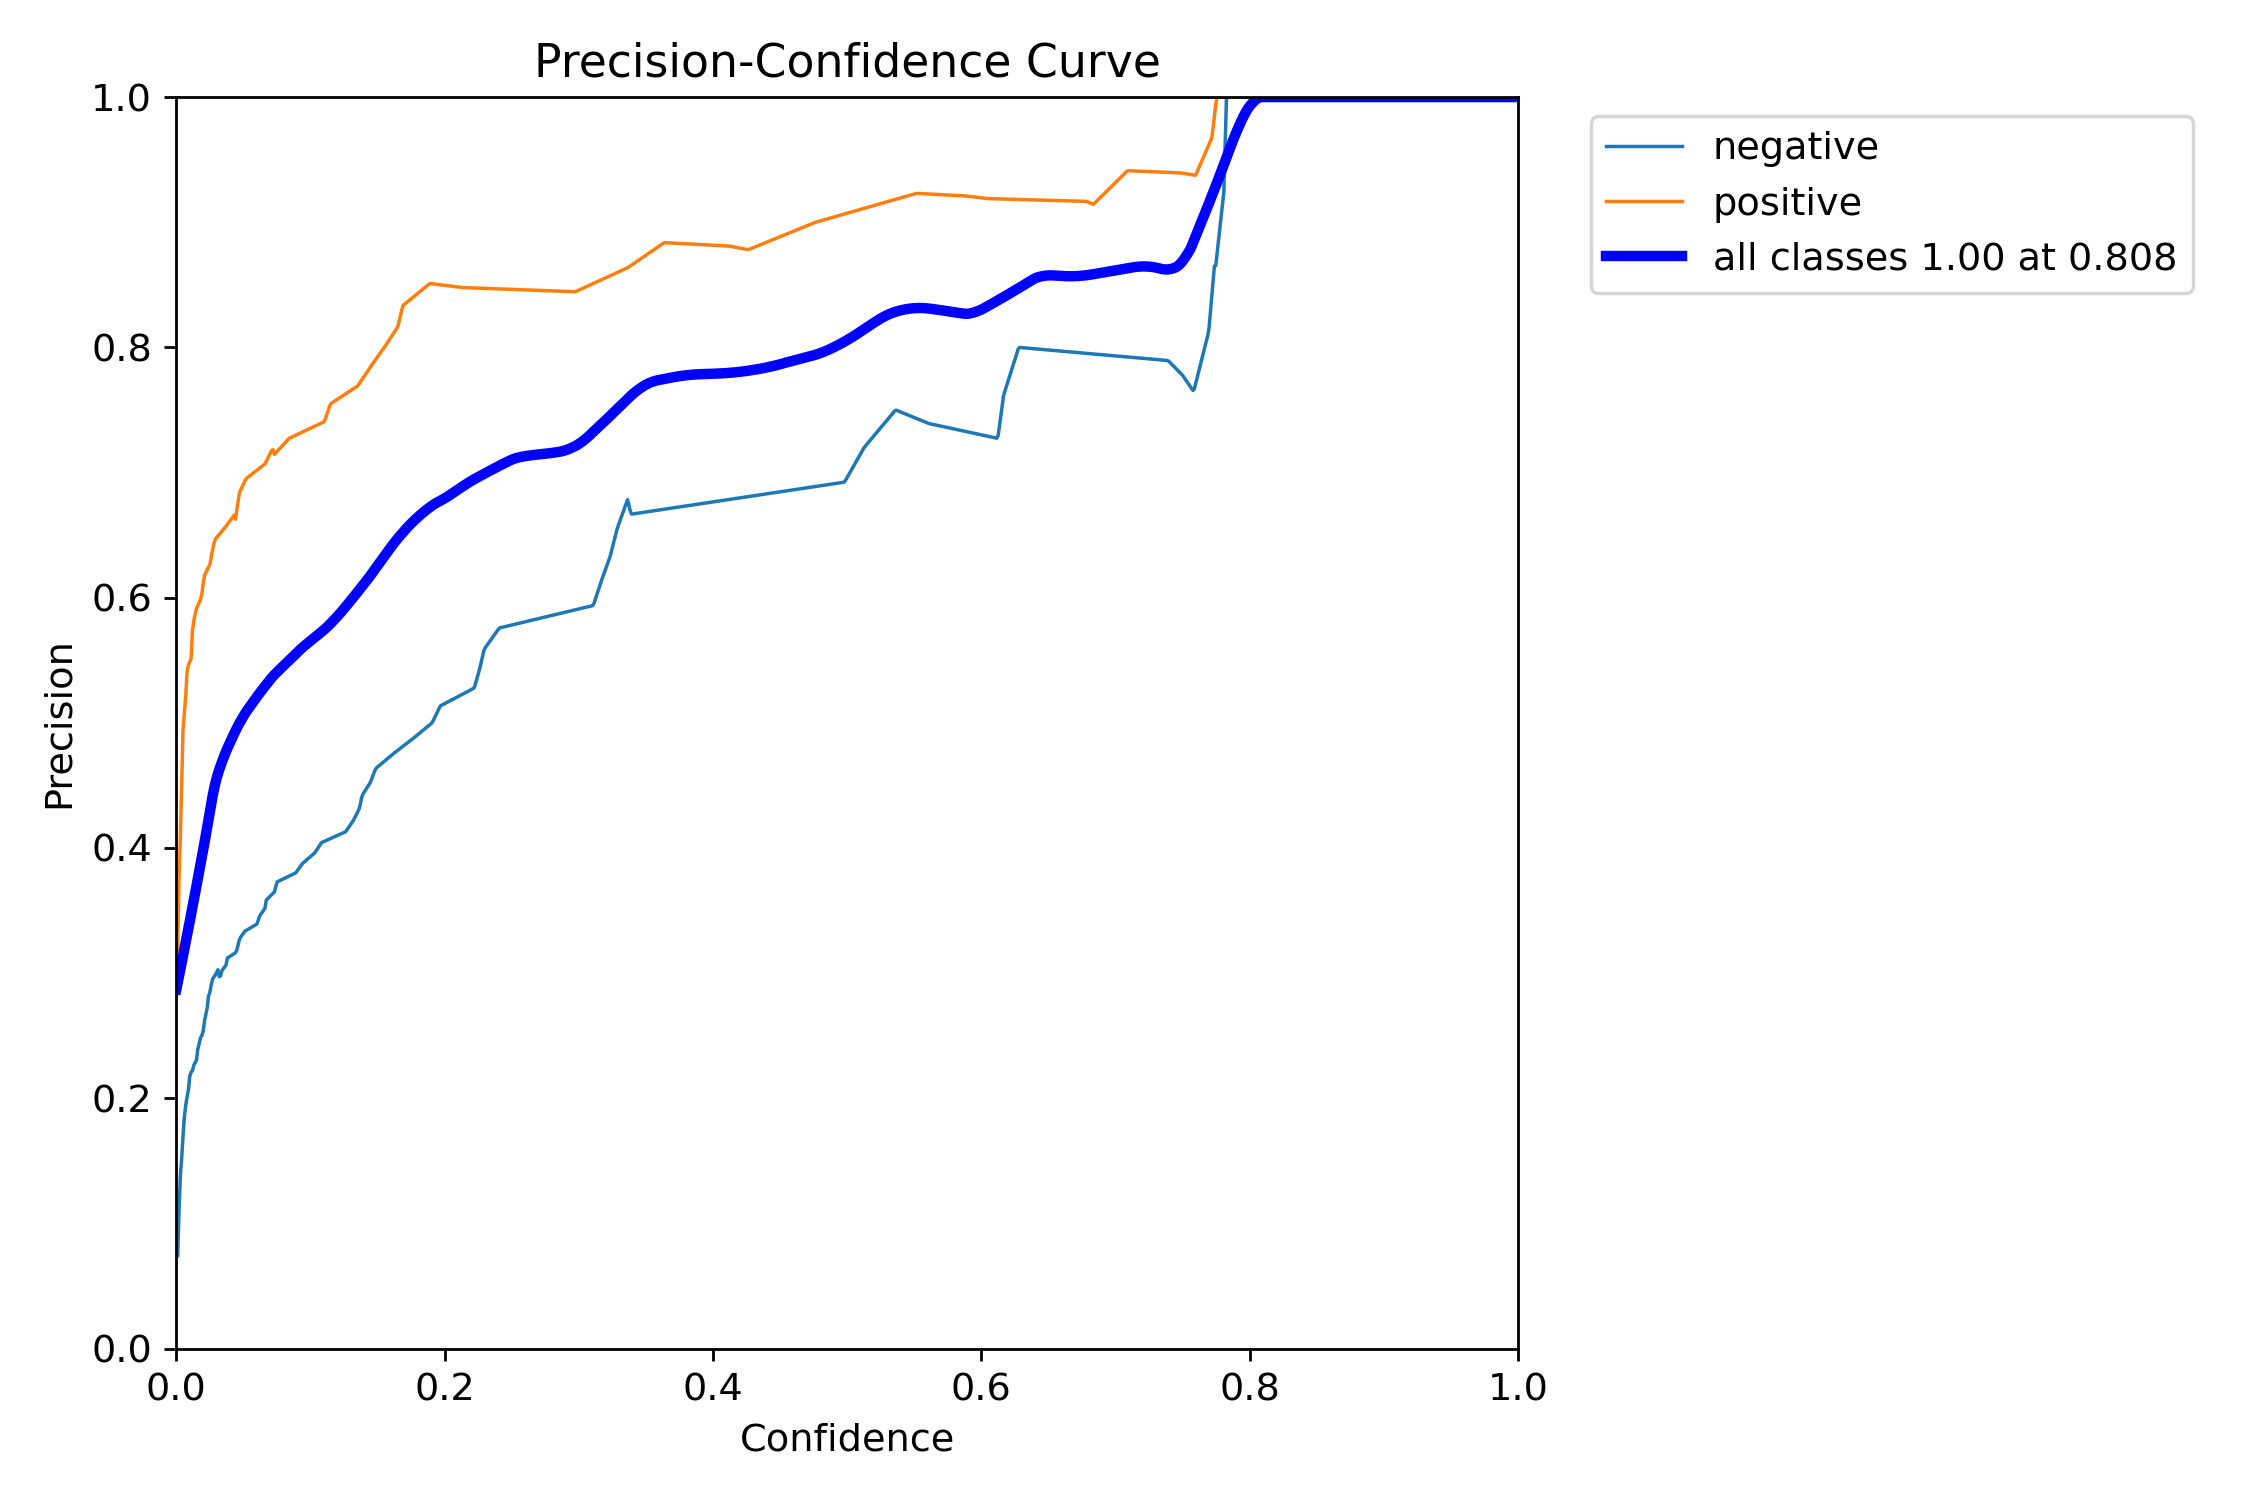 Precision-Confidence Curve
1.0
0.8
0.6
0.4
0.2
0.0
Precision
0.0 0.2 0.4 0.6 0.8 1.0
Confidence
negative
positive
all classes 1.00 at 0.808